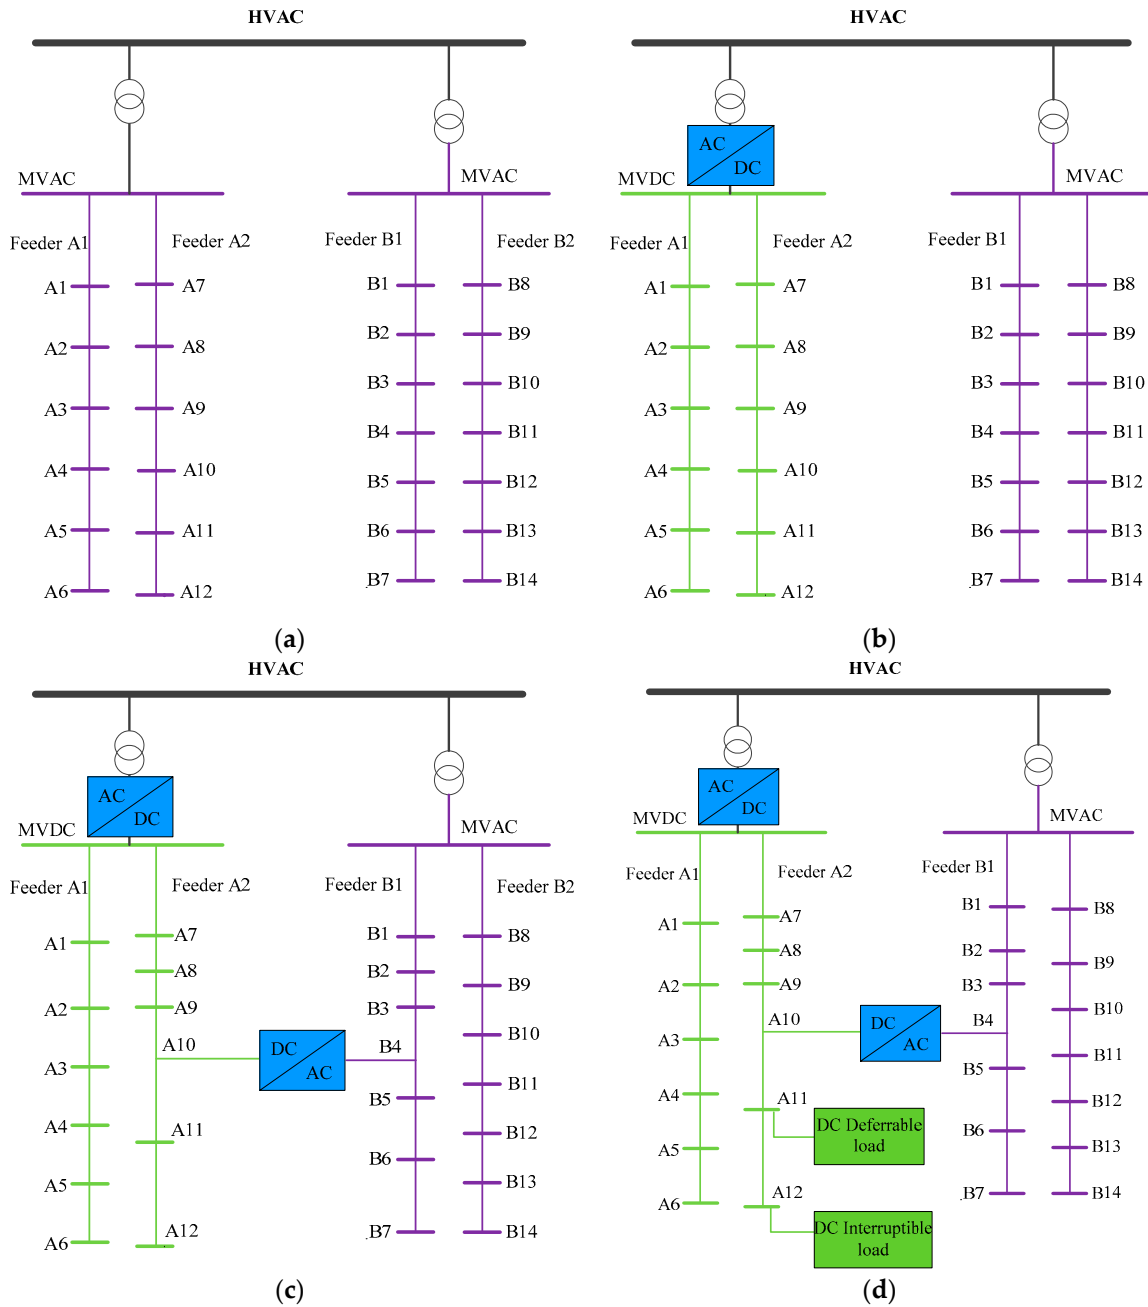 HVAC
MVAC
MVAC
Feeder A1
Feeder A2
Feeder B1
Feeder B2
A1
A7
B1
B8
A2
A8
B2
B9
A3
A9
B3
B10
A4
A10
B4
B11
A5
A11
B5
B12
A6
A12
B6
B13
B7
B14
(a)
HVAC
AC
DC
MVDC
MVAC
Feeder A1
Feeder A2
Feeder B1
A1
A7
B1
B8
A2
A8
B2
B9
A3
A9
B3
B10
A4
A10
B4
B11
A5
A11
B5
B12
A6
A12
B6
B13
B7
B14
(b)
HVAC
AC
DC
MVDC
MVAC
Feeder A1
Feeder A2
Feeder B1
Feeder B2
A1
A7
A8
A2
A9
A10
A3
A4
A11
A5
A12
A6
DC
AC
B1
B2
B3
B4
B5
B6
B7
B8
B9
B10
B11
B12
B13
B14
(c)
HVAC
AC
DC
MVDC
MVAC
Feeder A1
Feeder A2
Feeder B1
A1
A7
A8
A2
A9
A10
A3
A4
A11
A5
A12
A6
DC
AC
DC Deferrable
load
DC Interruptible
load
B1
B2
B3
B4
B5
B6
B7
B8
B9
B10
B11
B12
B13
B14
(d)